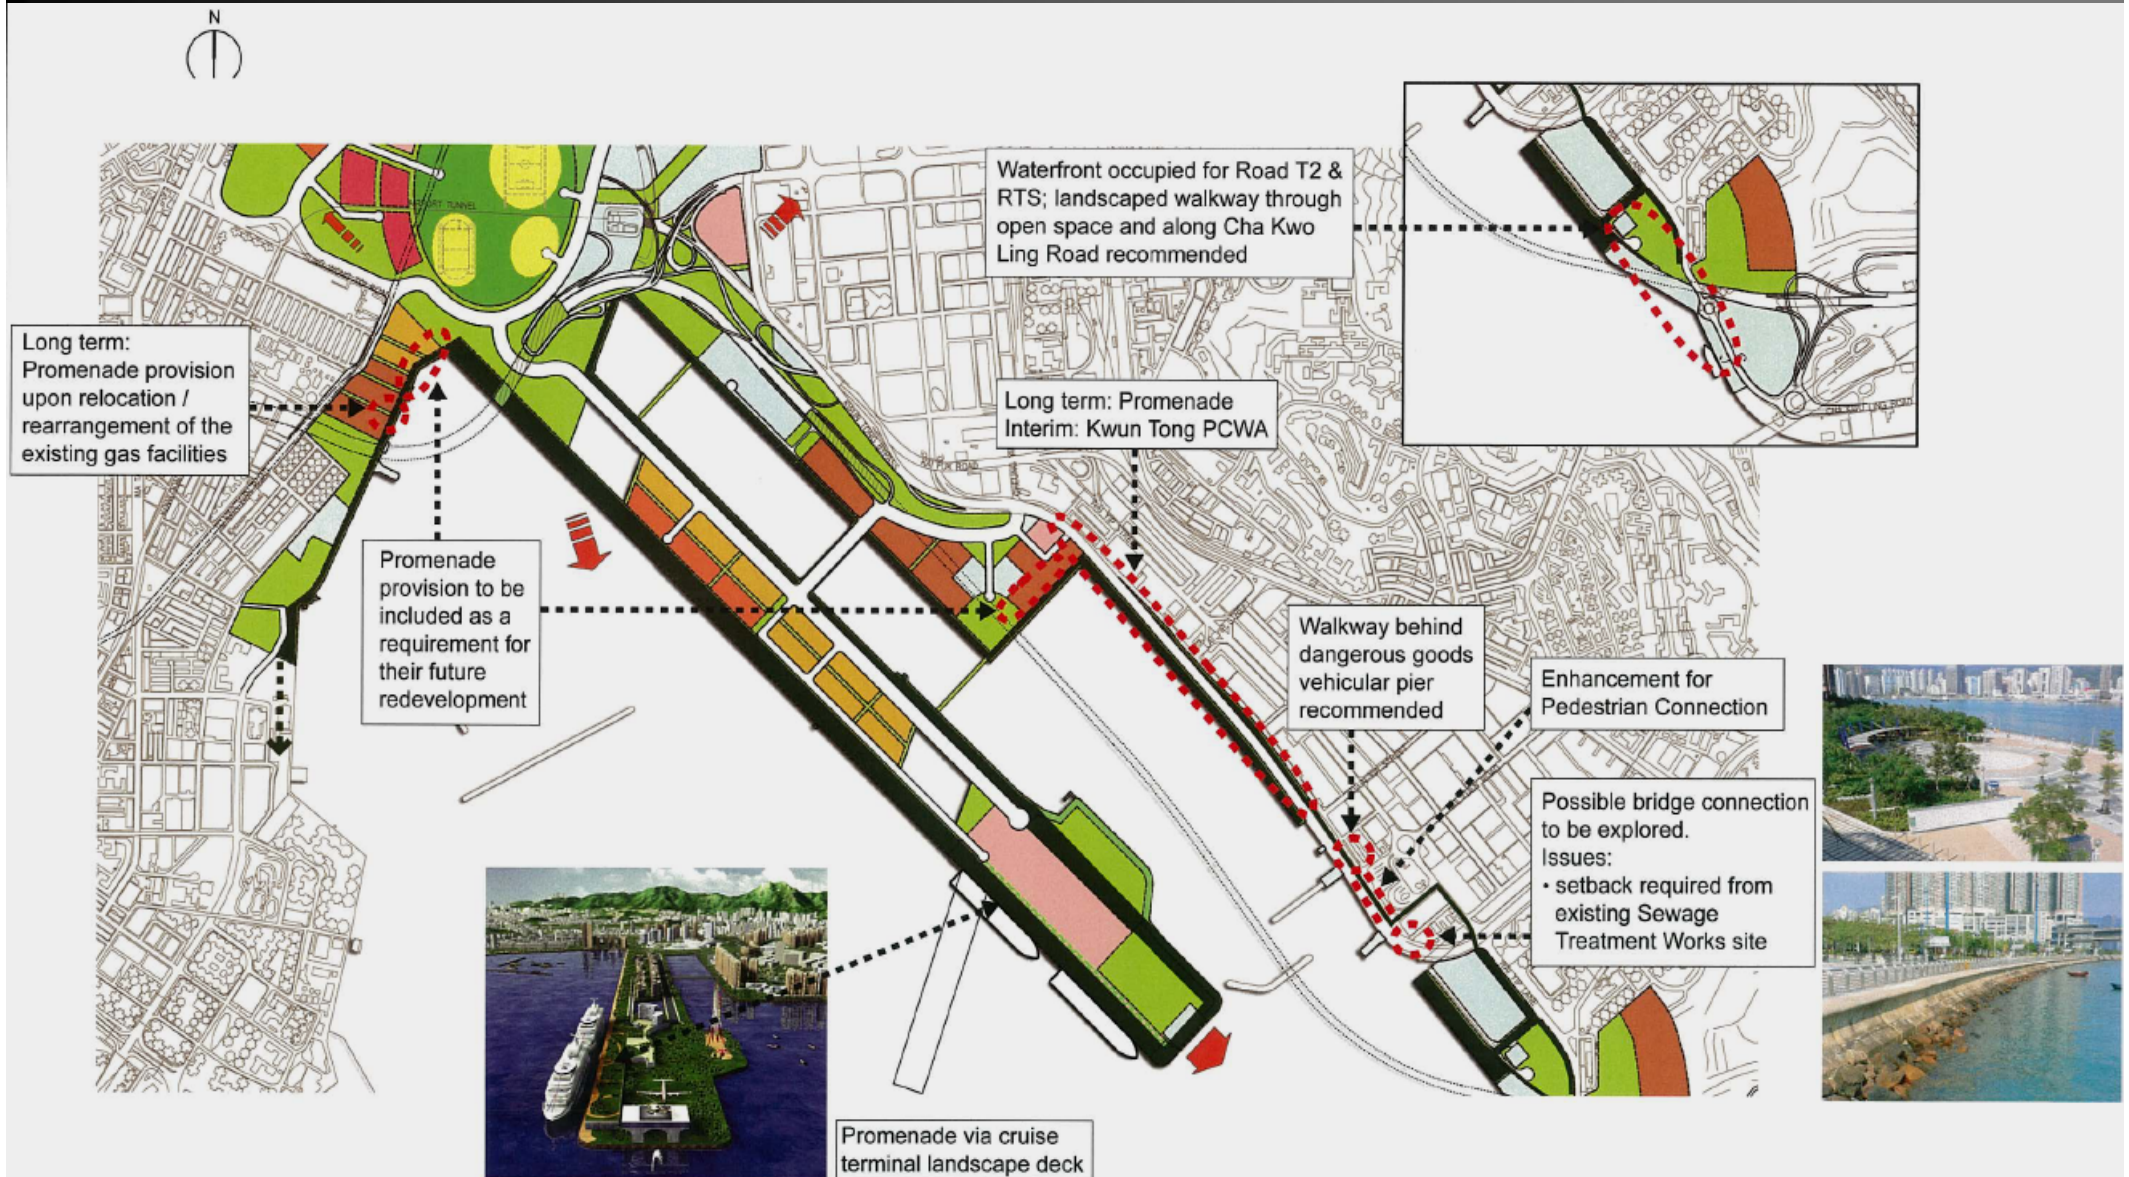 N
Waterfront occupied for Road T2 &
RTS; landscaped walkway through
open space and along Cha Kwo
Ling Road recommended
Long term:
Promenade provision
upon relocation /
rearrangement of the
existing gas facilities
Long term: Promenade
Interim: Kwun Tong PCWA
Promenade
provision to be
included as a
requirement for
their future
redevelopment
Walkway behind
dangerous goods
vehicular pier
recommended
Enhancement for
Pedestrian Connection
Possible bridge connection
to be explored.
Issues:
• setback required from
existing Sewage
Treatment Works site
Promenade via cruise
terminal landscape deck
CHA KWO LING ROAD